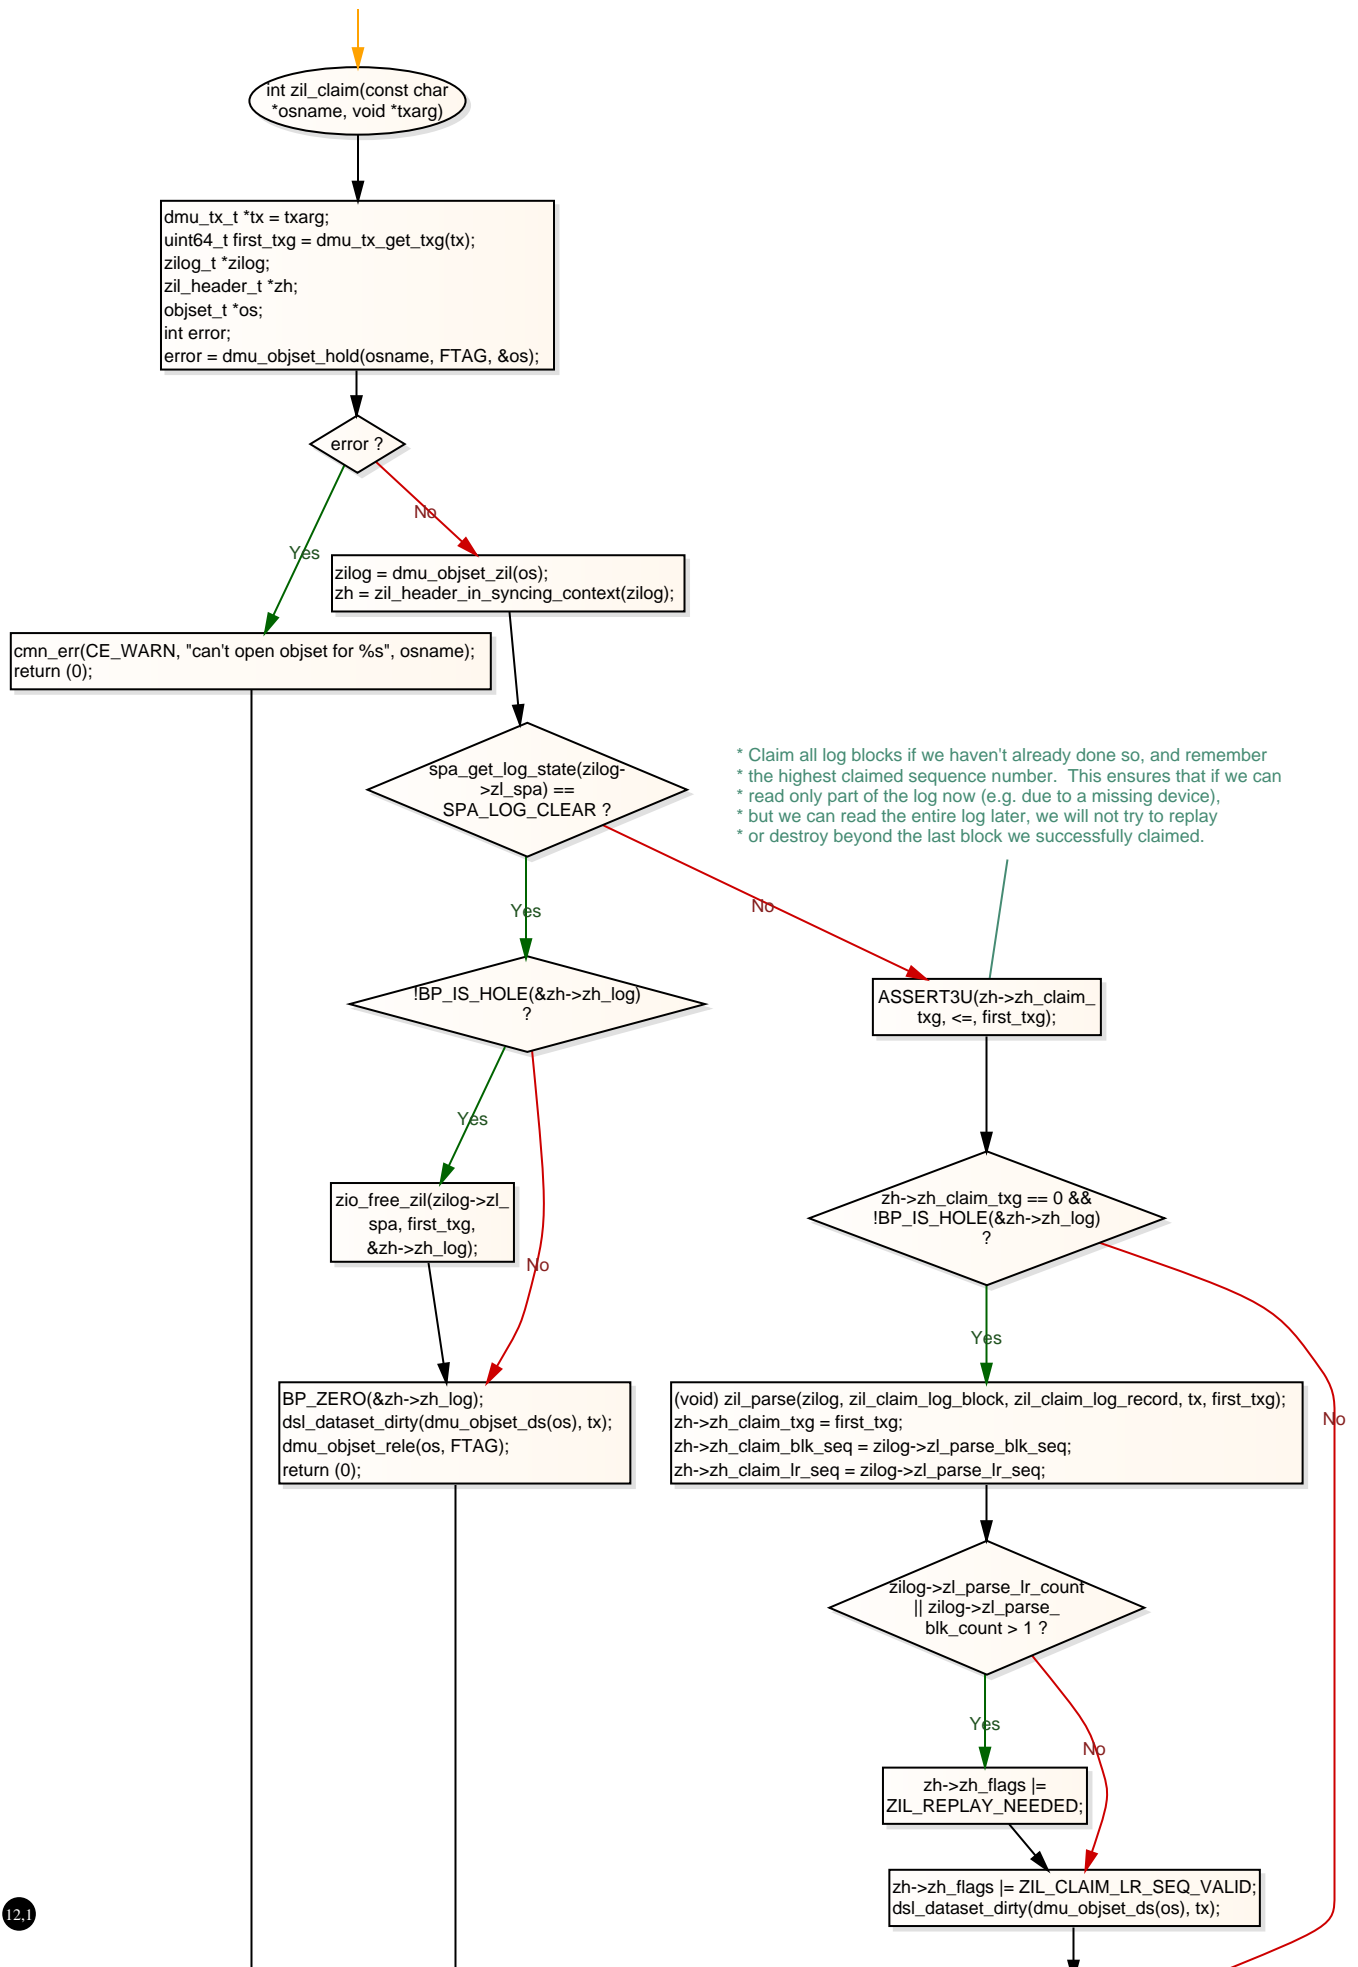 int zil_claim(const char
*osname, void *txarg)
dmu_tx_t *tx = txarg;
uint64_t first_txg = dmu_tx_get_txg(tx);
zilog_t *zilog;
zil_header_t *zh;
objset_t *os;
int error;
error = dmu_objset_hold(osname, FTAG, &os);
error ?
No
Yes
zilog = dmu_objset_zil(os);
zh = zil_header_in_syncing_context(zilog);
cmn_err(CE_WARN, "can't open objset for %s", osname);
return (0);
spa_get_log_state(zilog-
>zl_spa) ==
SPA_LOG_CLEAR ?
* Claim all log blocks if we haven't already done so, and remember
* the highest claimed sequence number.  This ensures that if we can
* read only part of the log now (e.g. due to a missing device),
* but we can read the entire log later, we will not try to replay
* or destroy beyond the last block we successfully claimed.
Yes
No
!BP_IS_HOLE(&zh->zh_log)
?
ASSERT3U(zh->zh_claim_
txg, <=, first_txg);
Yes
zio_free_zil(zilog->zl_
spa, first_txg,
&zh->zh_log);
zh->zh_claim_txg == 0 &&
!BP_IS_HOLE(&zh->zh_log)
?
No
Yes
BP_ZERO(&zh->zh_log);
dsl_dataset_dirty(dmu_objset_ds(os), tx);
dmu_objset_rele(os, FTAG);
return (0);
(void) zil_parse(zilog, zil_claim_log_block, zil_claim_log_record, tx, first_txg);
zh->zh_claim_txg = first_txg;
zh->zh_claim_blk_seq = zilog->zl_parse_blk_seq;
zh->zh_claim_lr_seq = zilog->zl_parse_lr_seq;
No
zilog->zl_parse_lr_count
|| zilog->zl_parse_
blk_count > 1 ?
Yes
No
zh->zh_flags |=
ZIL_REPLAY_NEEDED;
zh->zh_flags |= ZIL_CLAIM_LR_SEQ_VALID;
dsl_dataset_dirty(dmu_objset_ds(os), tx);
12,1